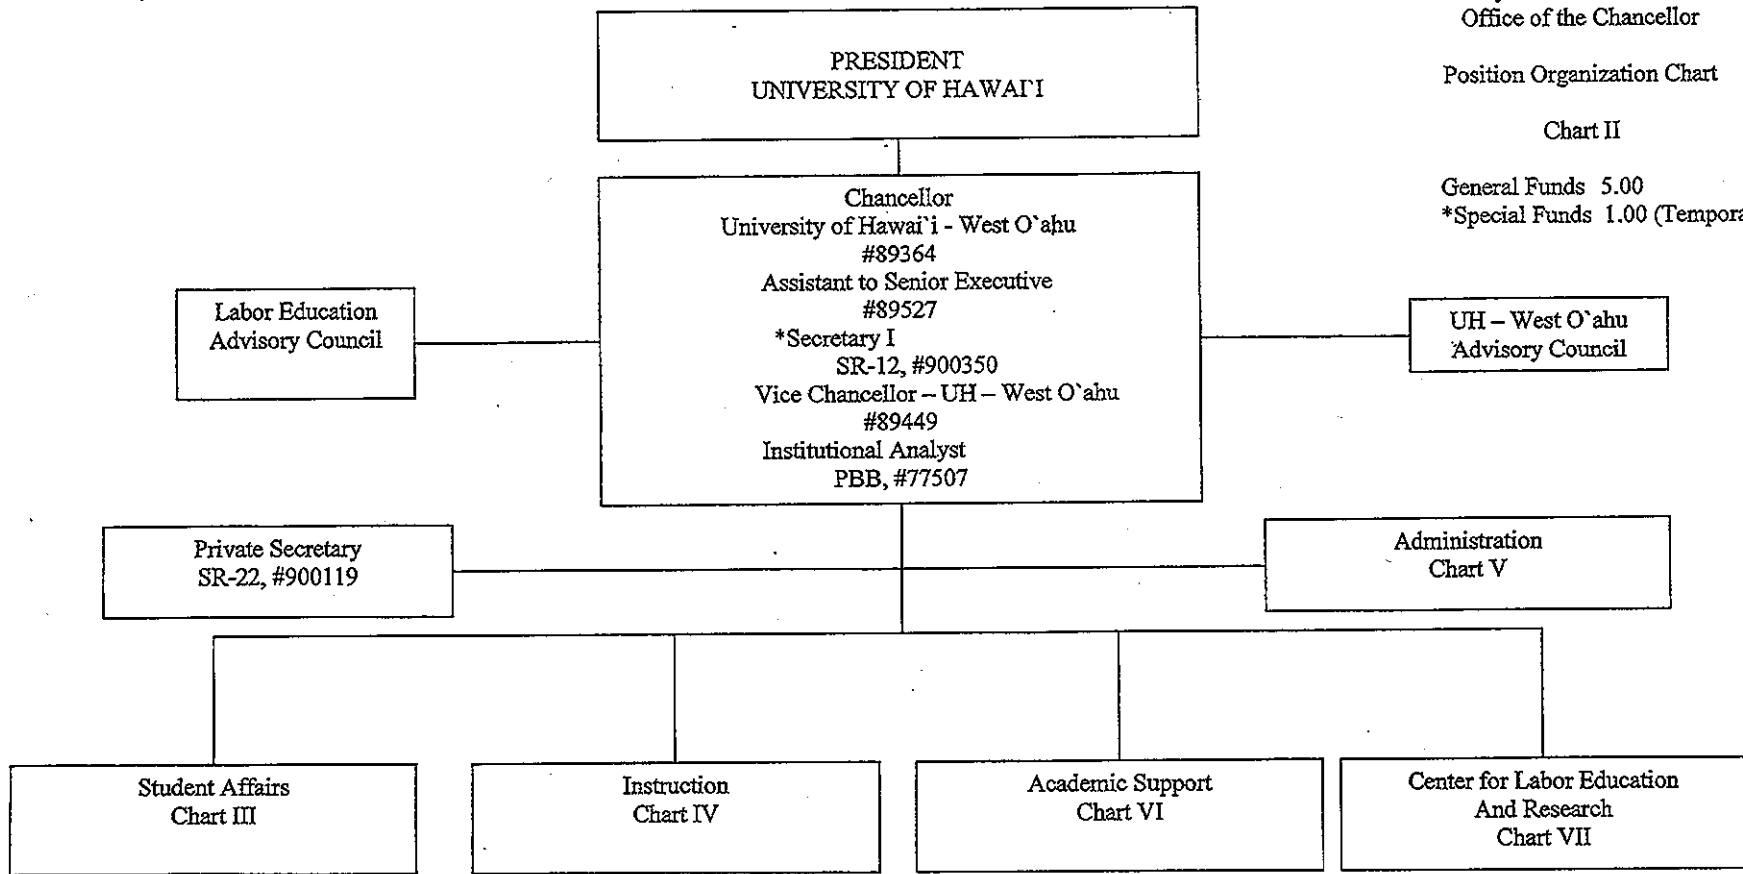 Office of the Chancellor
Position Organization Chart
Chart II
General Funds 5.00
*Special Funds 1.00
PRESIDENT
UNIVERSITY OF HAWAI`I
Chancellor
University of Hawai`i - West O`ahu
#89364
Assistant to Senior Executive
#89527
*Secretary I
SR-12, #900350
Vice Chancellor – UH – West O`ahu
#89449
Institutional Analyst
PBB, #77507
Labor Education
Advisory Council
UH – West O`ahu
Advisory Council
Private Secretary
SR-22, #900119
Administration
Chart V
Student Affairs
Chart III
Instruction
Chart IV
Academic Support
Chart VI
Center for Labor Education
And Research
Chart VII